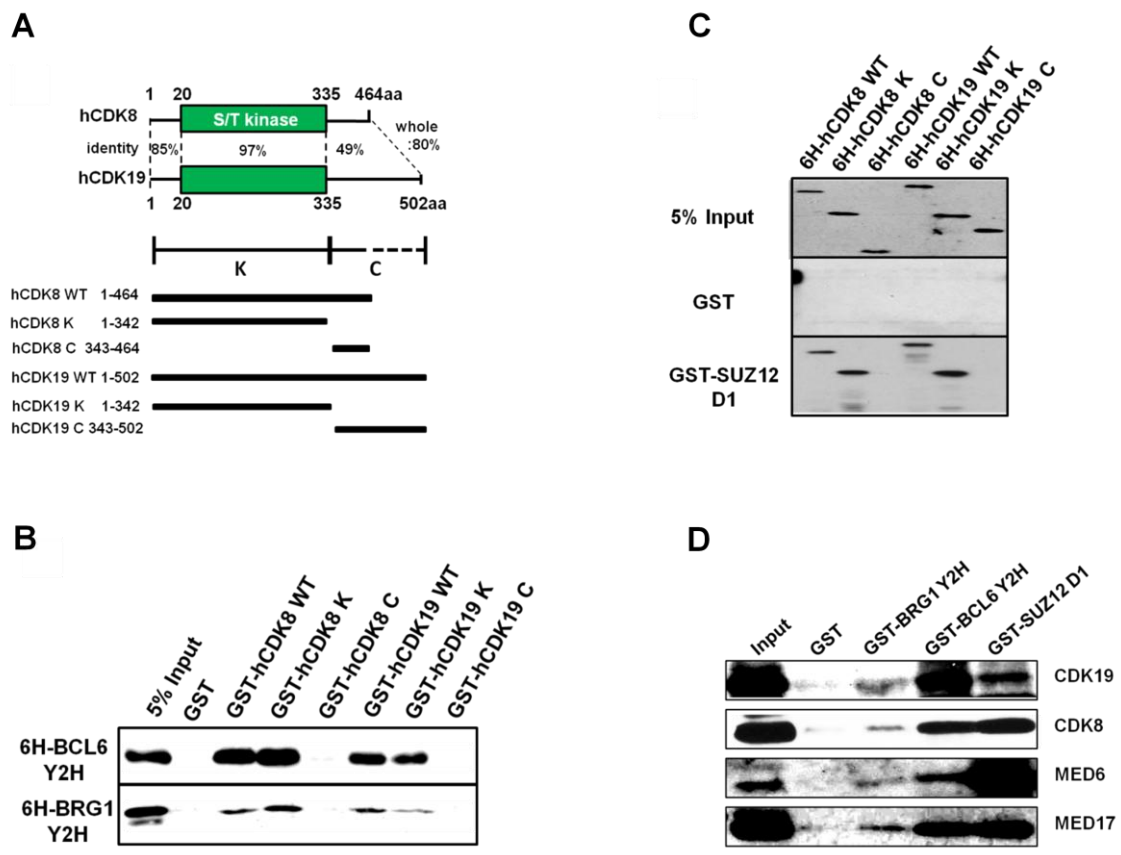 A
1 20 335 464aa
hCDK8 S/T kinase
whole
:80%
identity 85% 97% 49%
hCDK19
1 20 335 502aa
K C
hCDK8 WT 1-464
hCDK8 K 1-342
hCDK8 C 343-464
hCDK19 WT 1-502
hCDK19 K 1-342
hCDK19 C 343-502
B
5% Input
GST
GST-hCDK8 WT
GST-hCDK8 K
GST-hCDK8 C
GST-hCDK19 WT
GST-hCDK19 K
GST-hCDK19 C
6H-BCL6
Y2H
6H-BRG1
Y2H
C
6H-hCDK8 WT
6H-hCDK8 K
6H-hCDK8 C
6H-hCDK19 WT
6H-hCDK19 K
6H-hCDK19 C
5% Input
GST
GST-SUZ12
D1
D
Input
GST
GST-BRG1 Y2H
GST-BCL6 Y2H
GST-SUZ12 D1
CDK19
CDK8
MED6
MED17